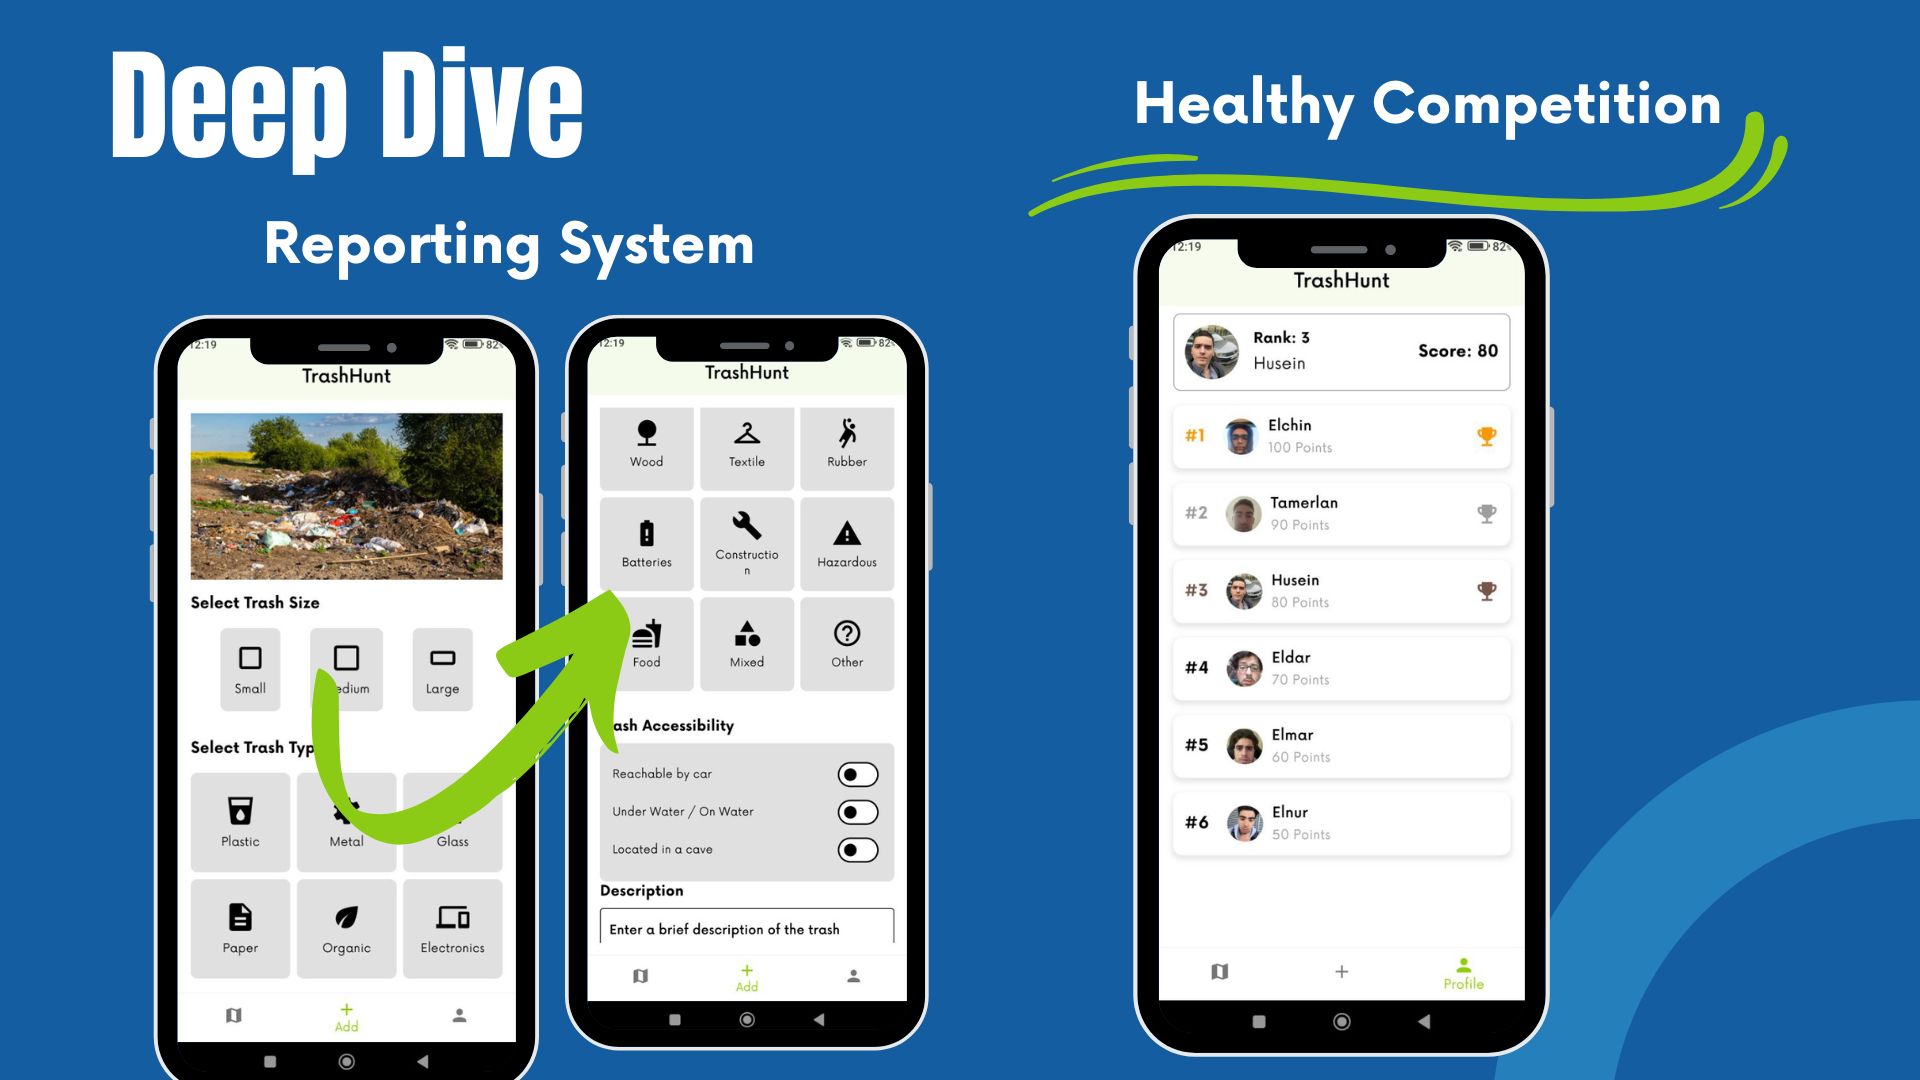 Deep Dive
Reporting System
12:19
82
TrashHunt
Select Trash Size
Small
edium
Large
Select Trash Typ
Plastic
Metal
Glass
Paper
Organic
Electronics
Add
12:19
82
TrashHunt
Wood
Textile
Rubber
Batteries
Constructio
n
Hazardous
Food
Mixed
Other
ash Accessibility
Reachable by car
Under Water / On Water
Located in a cave
Description
Enter a brief description of the trash
Add
Healthy Competition
12:19
82
TrashHunt
Rank: 3
Husein
Score: 80
#1
Elchin
100 Points
#2
Tamerlan
90 Points
#3
Husein
80 Points
#4
Eldar
70 Points
#5
Elmar
60 Points
#6
Elnur
50 Points
Profile